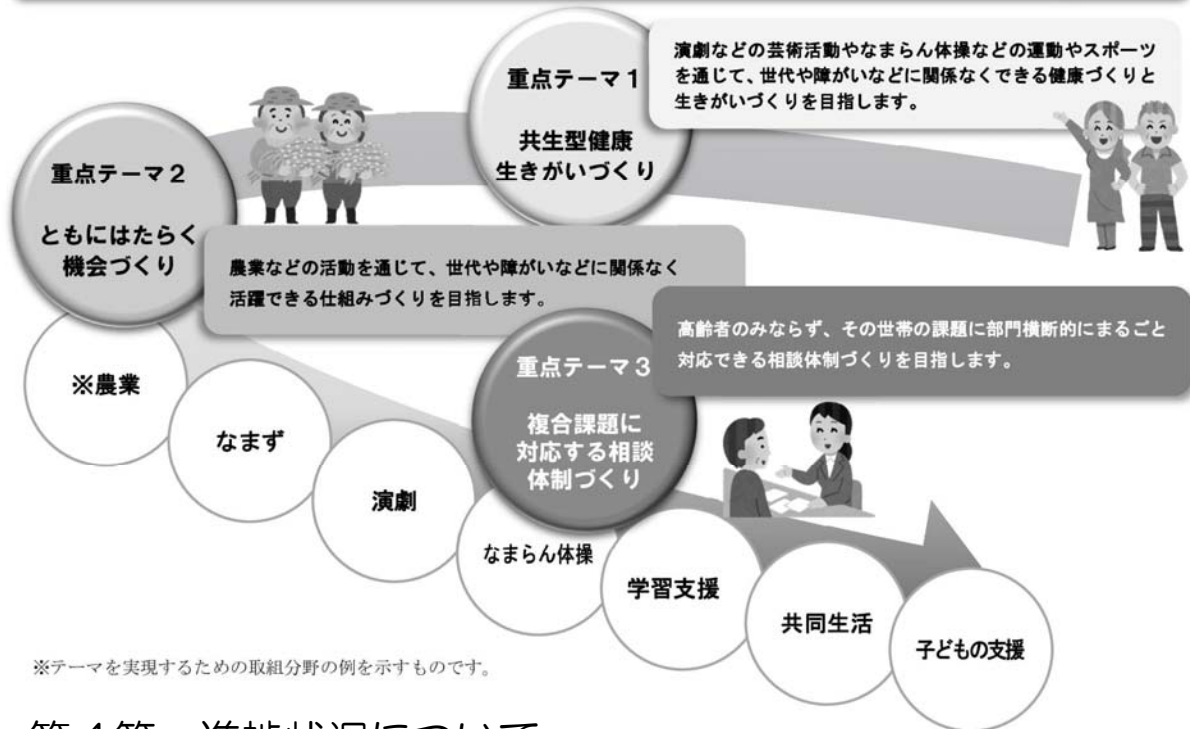 重点テーマ１
共生型健康
生きがいづくり
演劇などの芸術活動やなまらん体操などの運動やスポーツ
を通じて、世代や障がいなどに関係なくできる健康づくりと
生きがいづくりを目指します。
重点テーマ２
ともにはたらく
機会づくり
農業などの活動を通じて、世代や障がいなどに関係なく
活躍できる仕組みづくりを目指します。
重点テーマ３
複合課題に
対応する相談
体制づくり
高齢者のみならず、その世帯の課題に部門横断的にまるごと
対応できる相談体制づくりを目指します。
※農業
なまず
演劇
なまらん体操
学習支援
共同生活
子どもの支援
※テーマを実現するための取組分野の例を示すものです。
進捗状況について